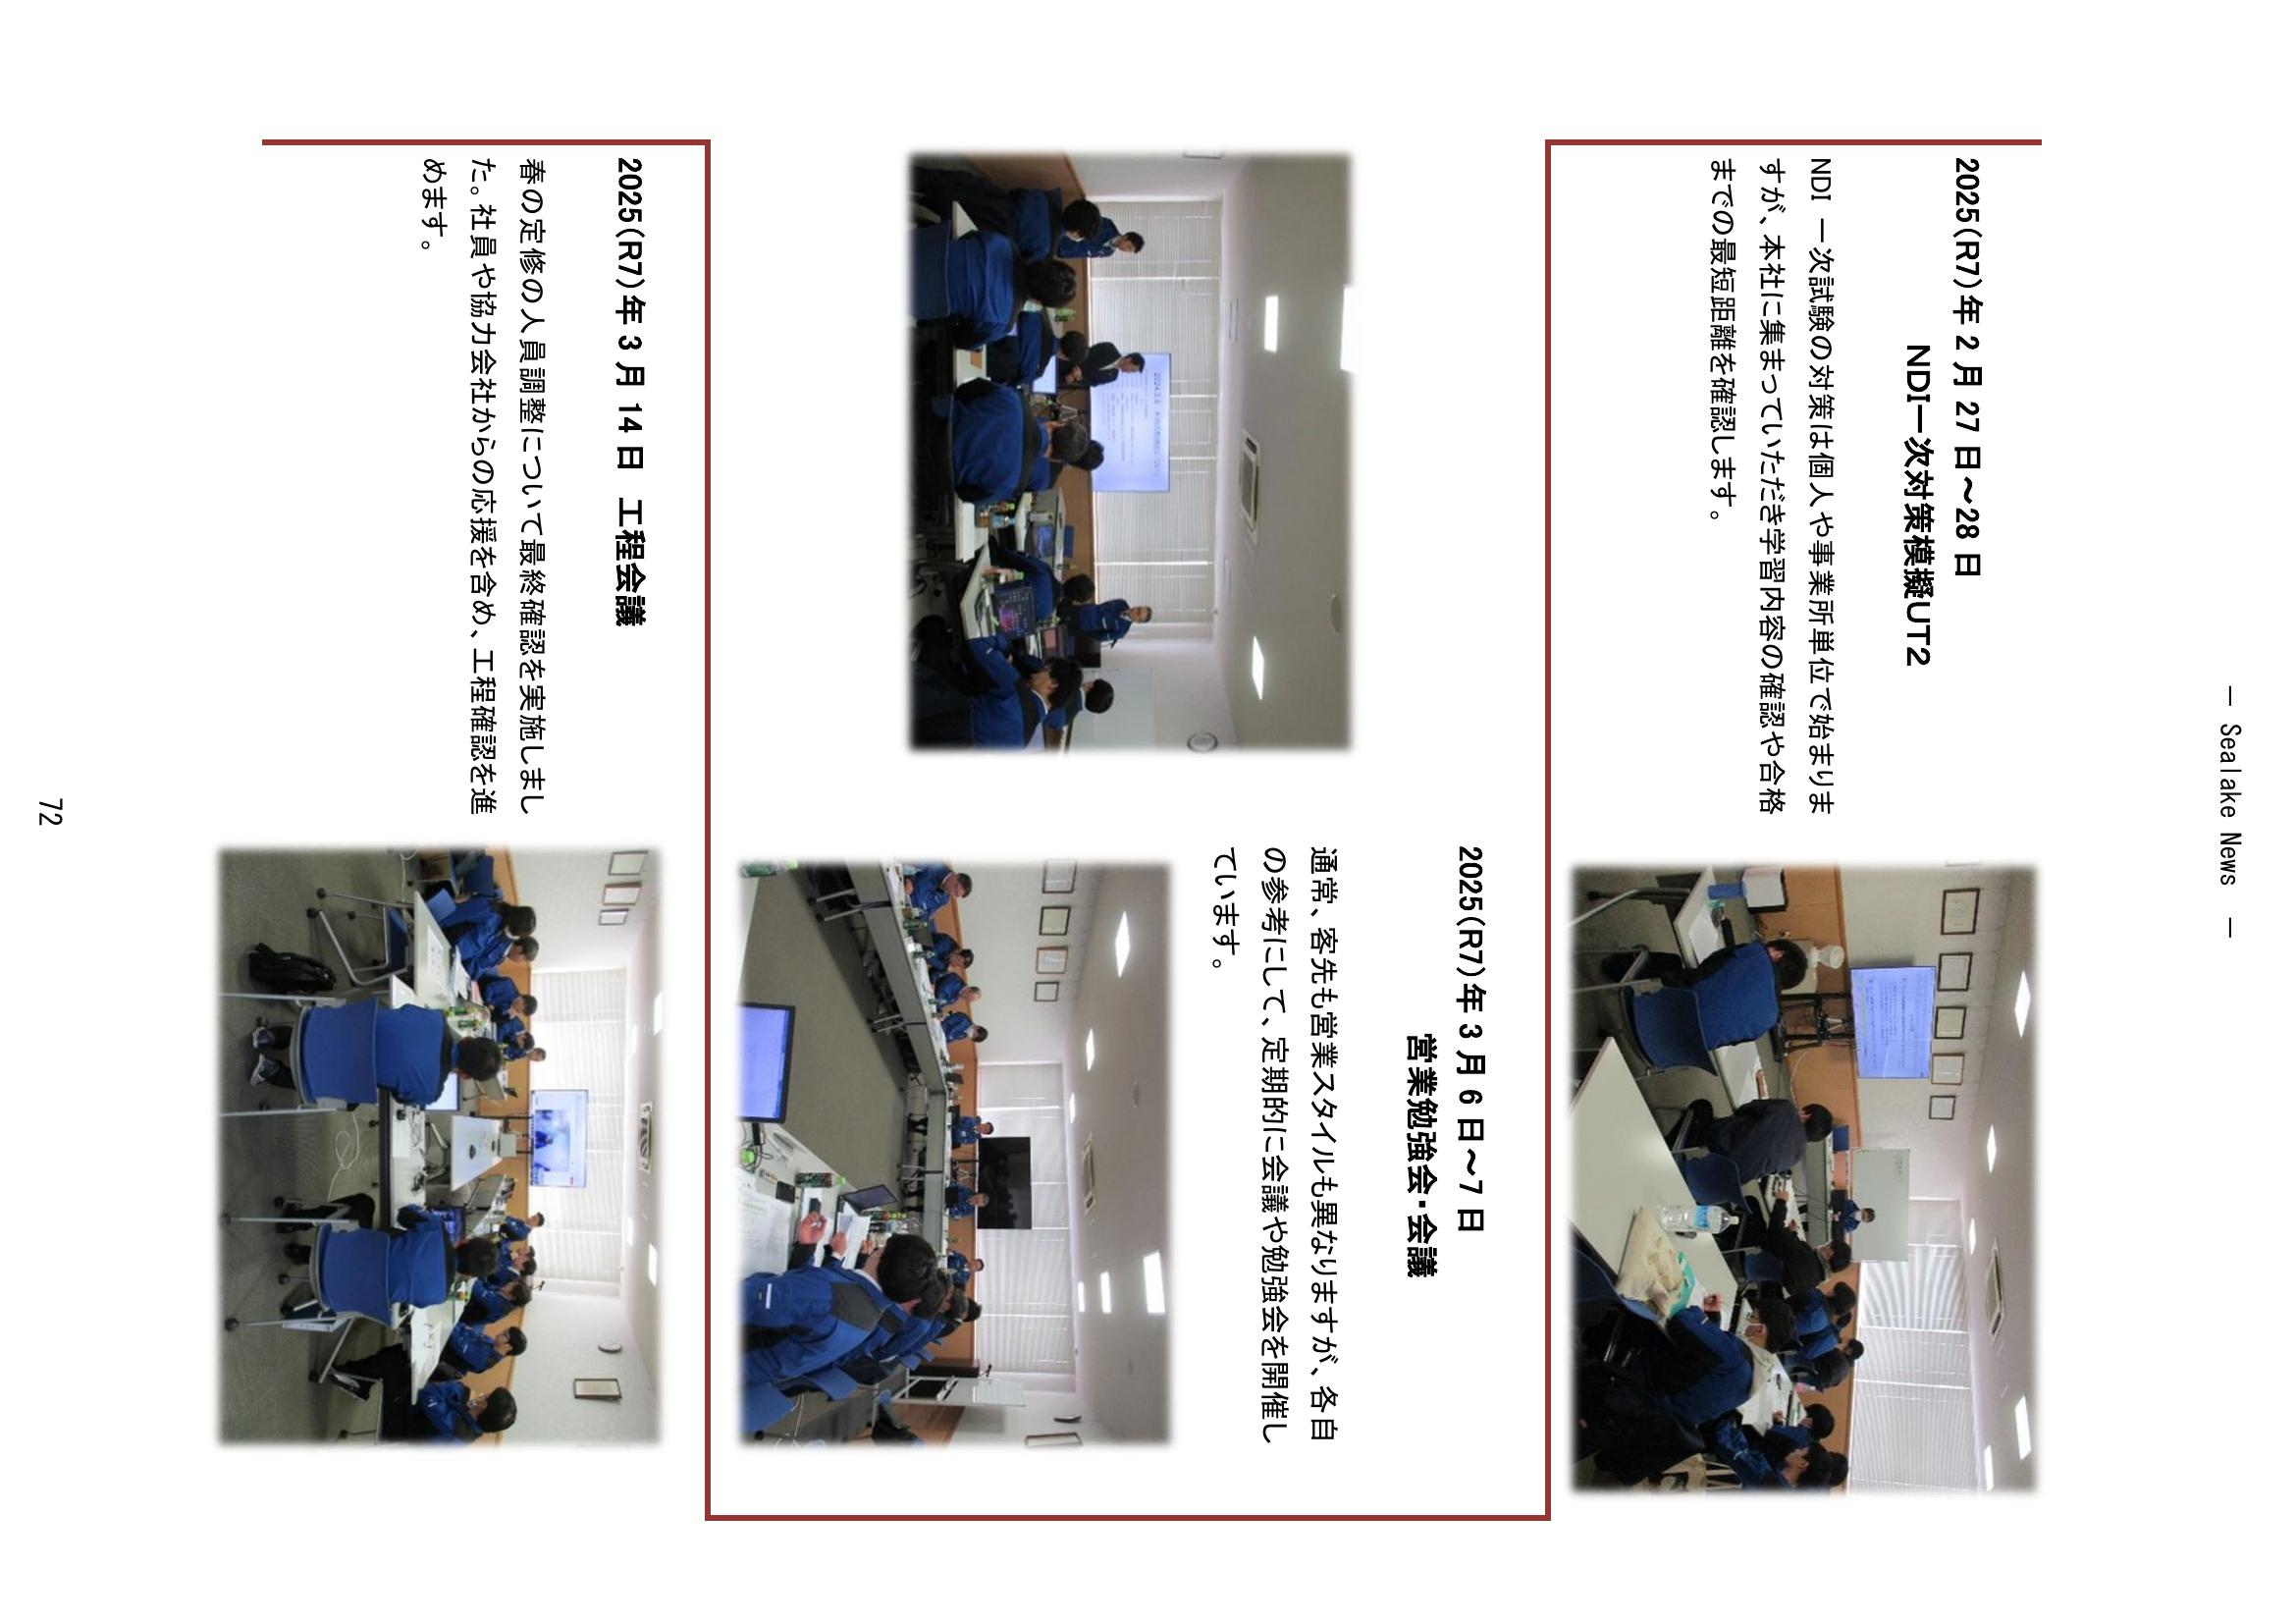 ― Sealake News ―
2025(R7)年 2 月 27 日～28 日
NDI一次対策模擬UT2
NDI 一次試験の対策は個人や事業所単位で始まりま
すが、本社に集まっていただき学習内容の確認や合格
までの最短距離を確認します。
2025(R7)年 3 月 6 日～7 日
営業勉強会・会議
通常、客先も営業スタイルも異なりますが、各自
の参考にして、定期的に会議や勉強会を開催し
ています。
2025(R7)年 3 月 14 日 工程会議
春の定修の人員調整について最終確認を実施しまし
た。社員や協力会社からの応援を含め、工程確認を進
めます。
72